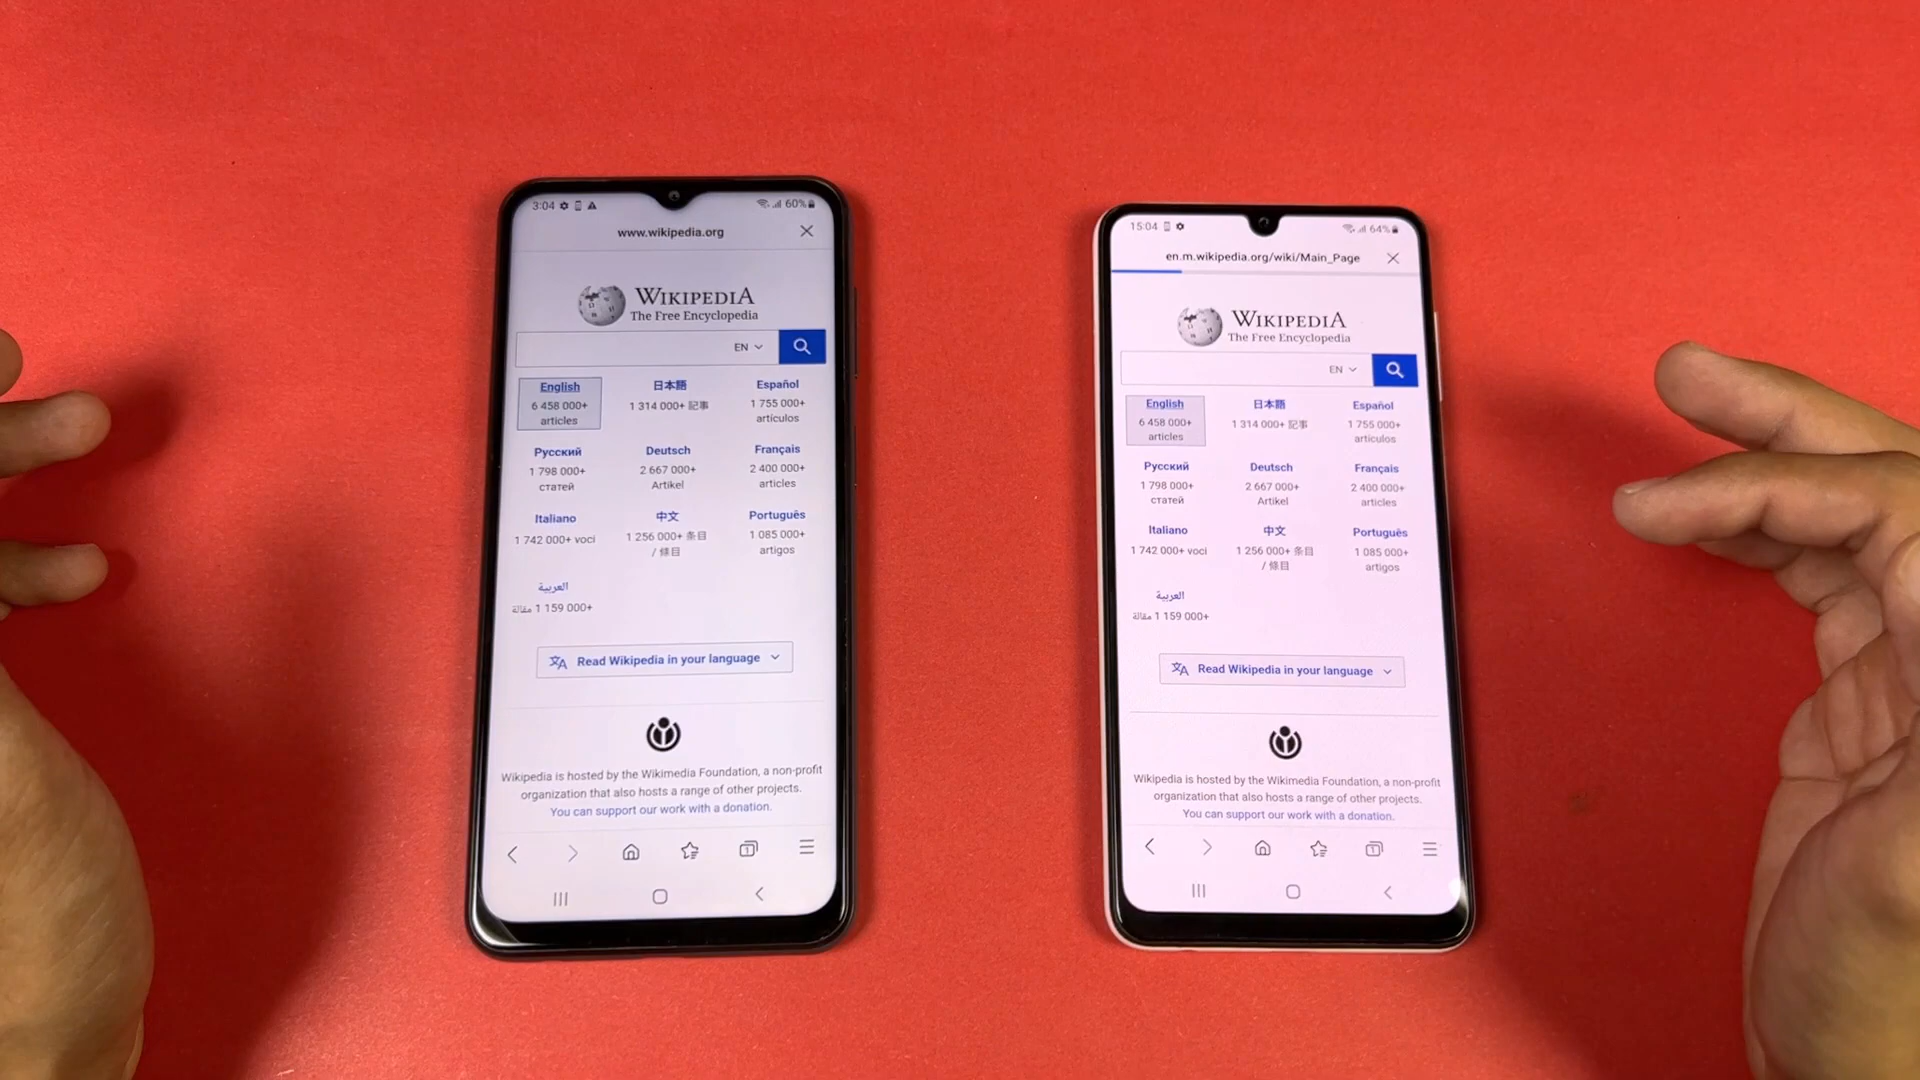 3:04
60%
www.wikipedia.org
WIKIPEDIA
The Free Encyclopedia
EN
English
6 458 000+
articles
日本語
1 314 000+ 記事
Español
1 755 000+
artículos
Русский
1 798 000+
статей
Deutsch
2 667 000+
Artikel
Français
2 400 000+
articles
Italiano
1 742 000+ voci
中文
1 256 000+ 条目
/ 條目
Português
1 085 000+
artigos
العربية
1 159 000+ مقالة
Read Wikipedia in your language
Wikipedia is hosted by the Wikimedia Foundation, a non-profit
organization that also hosts a range of other projects.
You can support our work with a donation.
1
15:04
64%
en.m.wikipedia.org/wiki/Main_Page
WIKIPEDIA
The Free Encyclopedia
EN
English
6 458 000+
articles
日本語
1 314 000+ 記事
Español
1 755 000+
artículos
Русский
1 798 000+
статей
Deutsch
2 667 000+
Artikel
Français
2 400 000+
articles
Italiano
1 742 000+ voci
中文
1 256 000+ 条目
/ 條目
Português
1 085 000+
artigos
العربية
1 159 000+ مقالة
Read Wikipedia in your language
Wikipedia is hosted by the Wikimedia Foundation, a non-profit
organization that also hosts a range of other projects.
You can support our work with a donation.
1